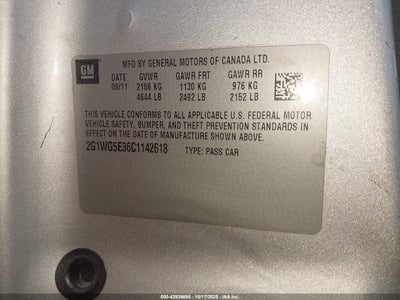 GM
MFD BY GENERAL MOTORS OF CANADA LTD.
DATE GVWR GAWR FRT GAWR RR
09/11 2106 KG 1130 KG 976 KG
4644 LB 2492 LB 2152 LB
THIS VEHICLE CONFORMS TO ALL APPLICABLE U.S. FEDERAL MOTOR
VEHICLE SAFETY, BUMPER, AND THEFT PREVENTION STANDARDS IN
EFFECT ON THE DATE OF MANUFACTURE SHOWN ABOVE.
2G1WG5E36C1142618 TYPE: PASS CAR
000-42939695 - 10/17/2025 - IAA Inc.